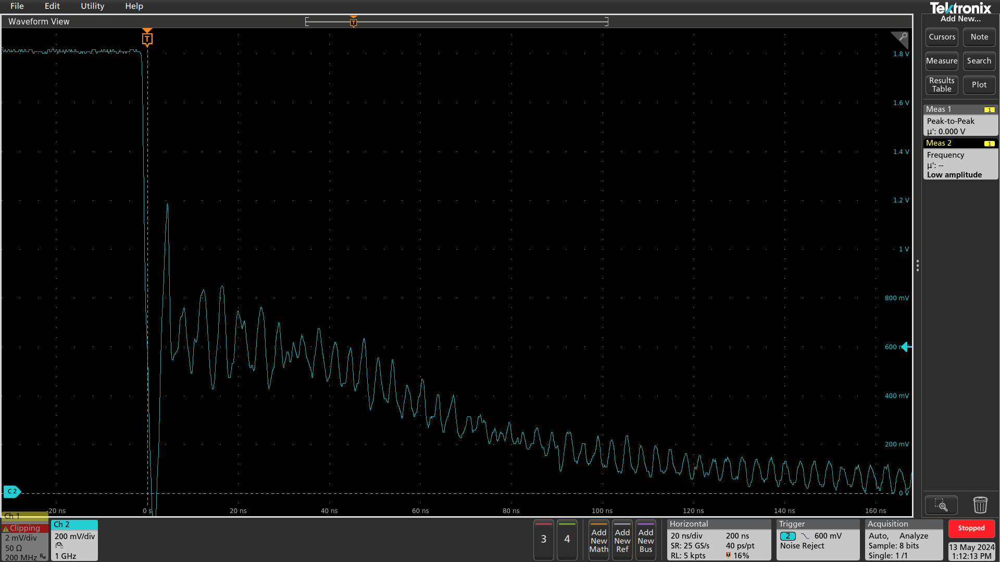 File Edit Utility Help
Tektronix
Waveform View
Add New...
T
T
Cursors Note
1.8 V
Measure Search
Results Table Plot
1.6 V
Meas 1 1
Peak-to-Peak
µ': 0.000 V
Meas 2 1
1.4 V
Frequency
µ': --
Low amplitude
1.2 V
1 V
800 mV
600 m
400 mV
200 mV
C 2
0 V
-20 ns 0 s 20 ns 40 ns 60 ns 80 ns 100 ns 120 ns 140 ns 160 ns
Ch 1
Clipping
2 mV/div
50 Ω
200 MHz Bw
Ch 2
200 mV/div
1 GHz
3
4
Add New Math
Add New Ref
Add New Bus
Horizontal
20 ns/div 200 ns
SR: 25 GS/s 40 ps/pt
RL: 5 kpts T 16%
Trigger
2 600 mV
Noise Reject
Acquisition
Auto, Analyze
Sample: 8 bits
Single: 1 /1
Stopped
13 May 2024
1:12:13 PM